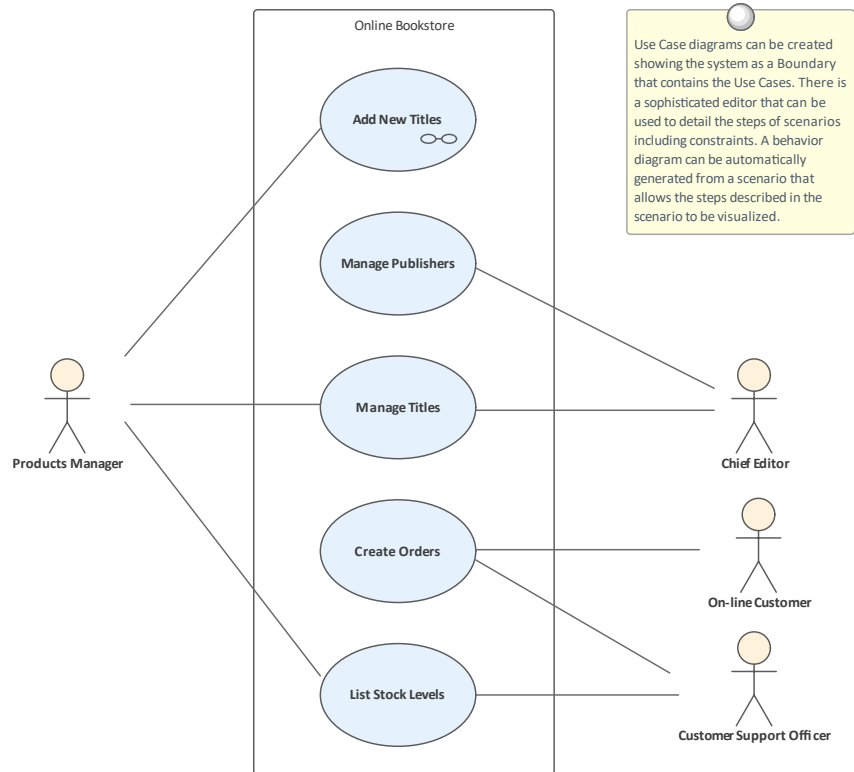 Online Bookstore
Add New Titles
Manage Publishers
Manage Titles
Create Orders
List Stock Levels
Products Manager
Chief Editor
On-line Customer
Customer Support Officer
Use Case diagrams can be created
showing the system as a Boundary
that contains the Use Cases. There is
a sophisticated editor that can be
used to detail the steps of scenarios
including constraints. A behavior
diagram can be automatically
generated from a scenario that
allows the steps described in the
scenario to be visualized.